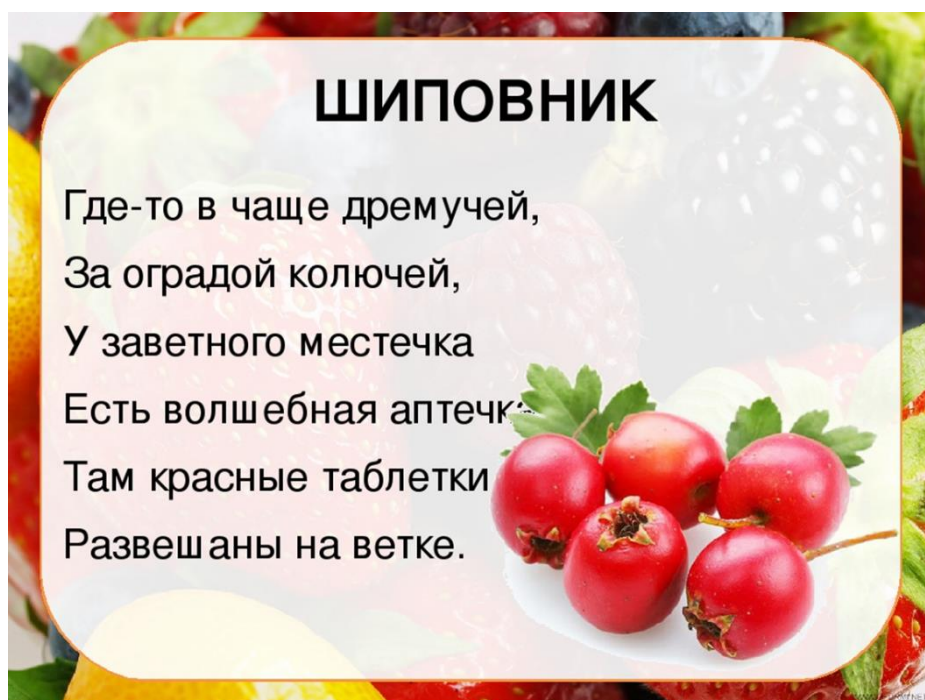 ШИПОВНИК
Где-то в чаще дремучей,
За оградой колючей,
У заветного местечка
Есть волшебная
Там красные таблетки
Развешаны на ветке.